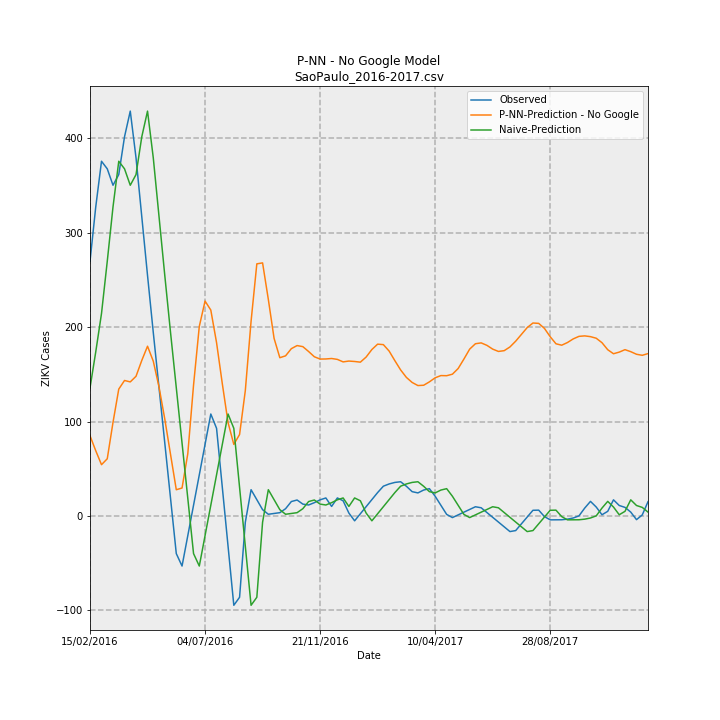 P-NN - No Google Model
SaoPaulo_2016-2017.csv
Observed
P-NN-Prediction - No Google
Naive-Prediction
ZIKV Cases
400
300
200
100
0
−100
15/02/2016 04/07/2016 21/11/2016 10/04/2017 28/08/2017
Date